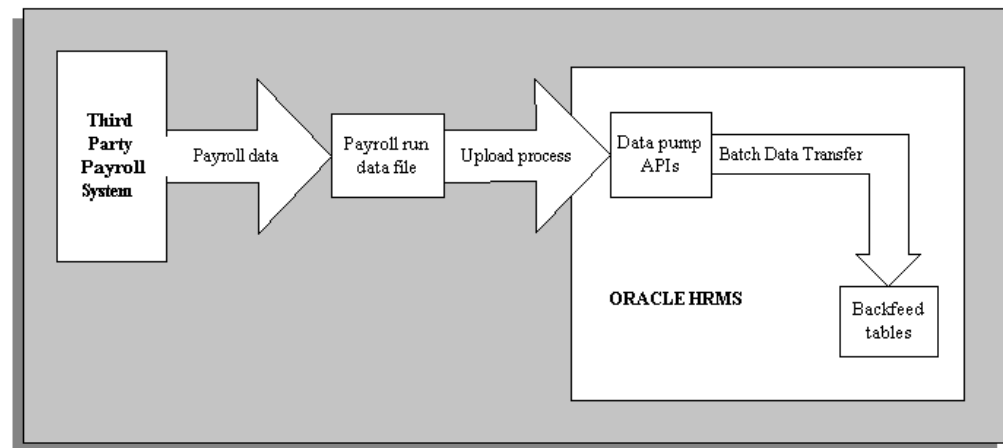 Third
Party
Payroll
System
Payroll data
Payroll run
data file
Upload process
Data pump
APIs
Batch Data Transfer
ORACLE HRMS
Backfeed
tables